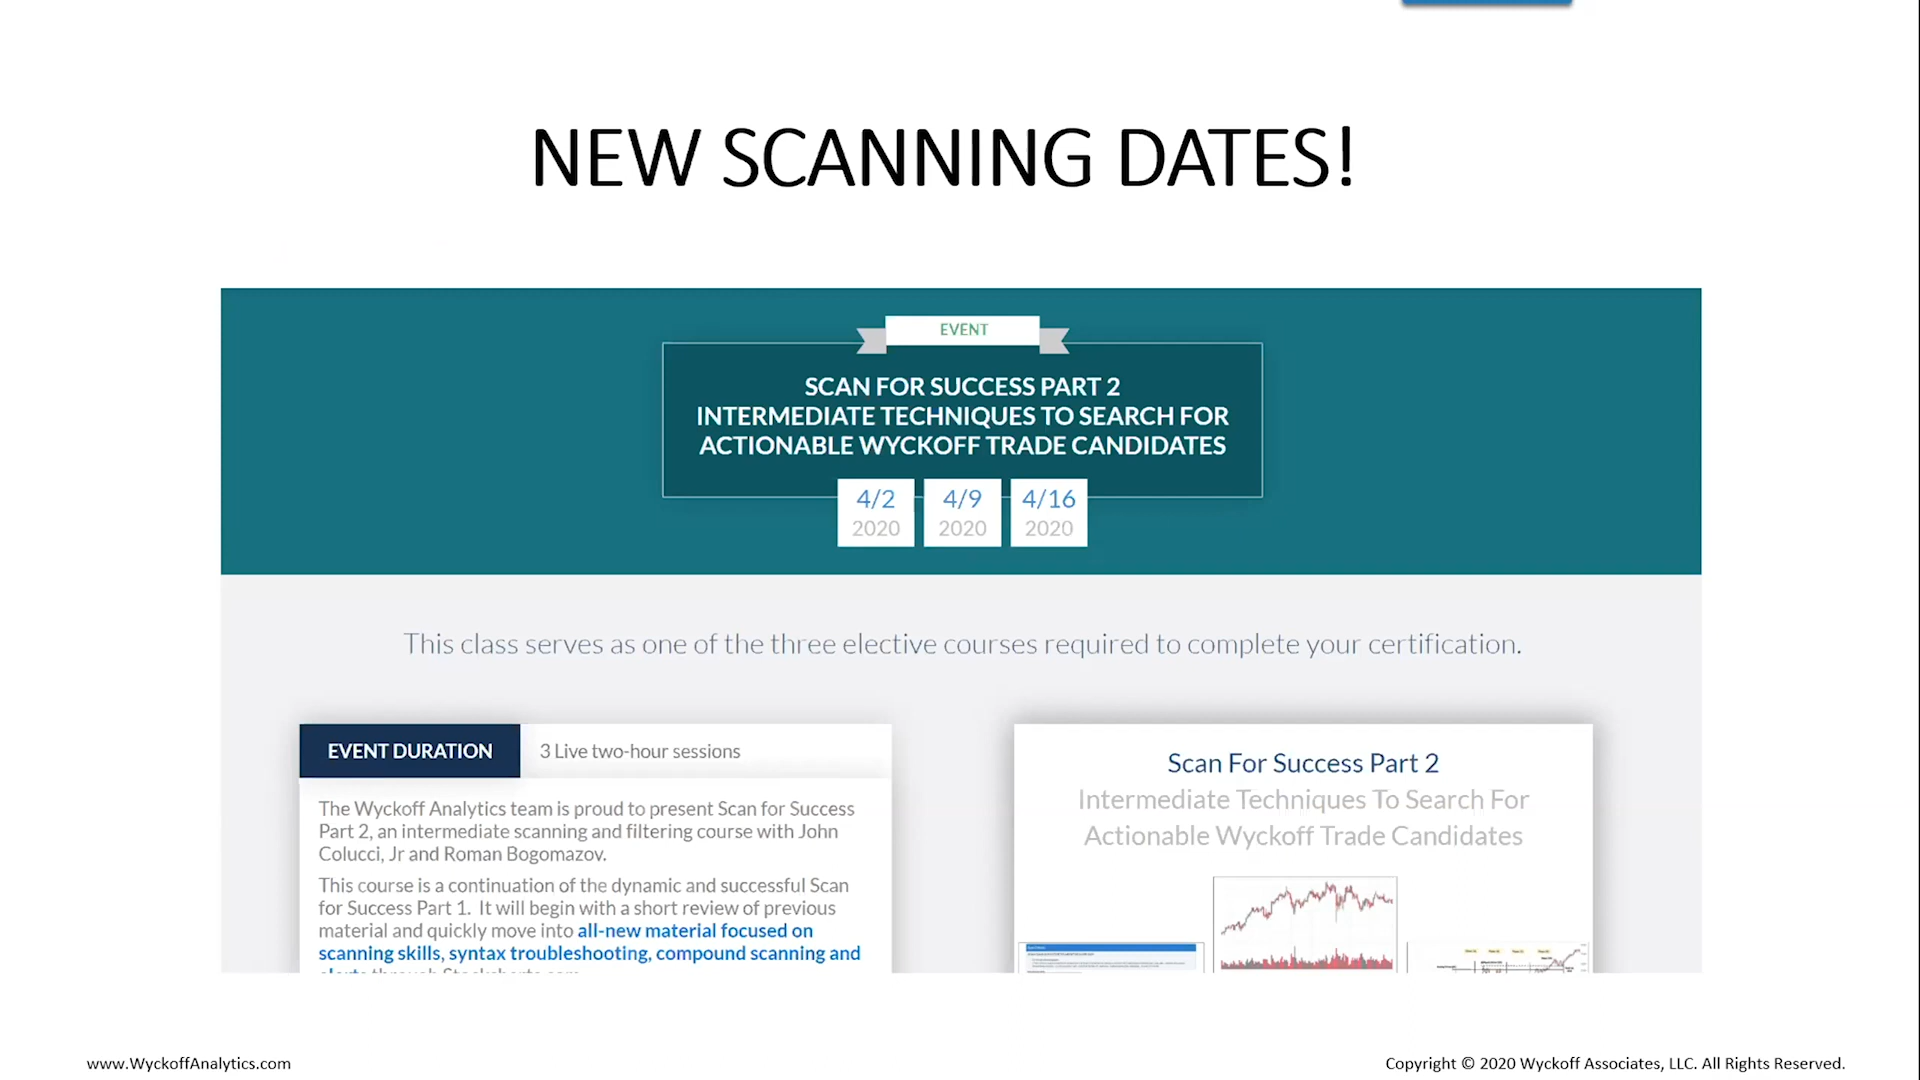 NEW SCANNING DATES!
EVENT
SCAN FOR SUCCESS PART 2
INTERMEDIATE TECHNIQUES TO SEARCH FOR
ACTIONABLE WYCKOFF TRADE CANDIDATES
4/2 4/9 4/16
2020 2020 2020
This class serves as one of the three elective courses required to complete your certification.
EVENT DURATION 3 Live two-hour sessions
The Wyckoff Analytics team is proud to present Scan for Success
Part 2, an intermediate scanning and filtering course with John
Colucci, Jr and Roman Bogomazov.
This course is a continuation of the dynamic and successful Scan
for Success Part 1. It will begin with a short review of previous
material and quickly move into all-new material focused on
scanning skills, syntax troubleshooting, compound scanning and
Scan For Success Part 2
Intermediate Techniques To Search For
Actionable Wyckoff Trade Candidates
www.WyckoffAnalytics.com
Copyright © 2020 Wyckoff Associates, LLC. All Rights Reserved.